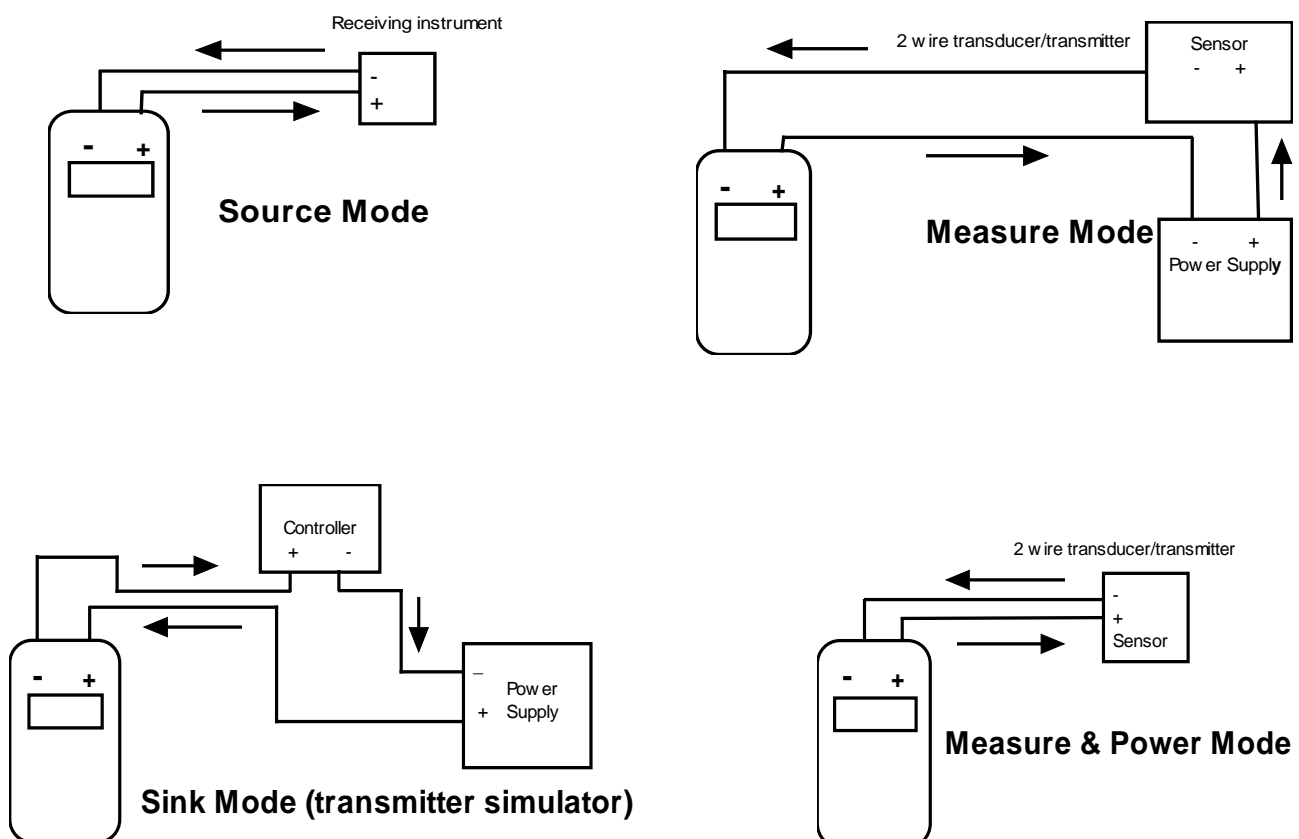 Receiving instrument
-
+
- +
Source Mode
2 wire transducer/transmitter
Sensor
- +
- +
Measure Mode
- +
Power Supply
Controller
+ -
- +
–
Power
+ Supply
Sink Mode (transmitter simulator)
2 wire transducer/transmitter
-
+
Sensor
- +
Measure & Power Mode